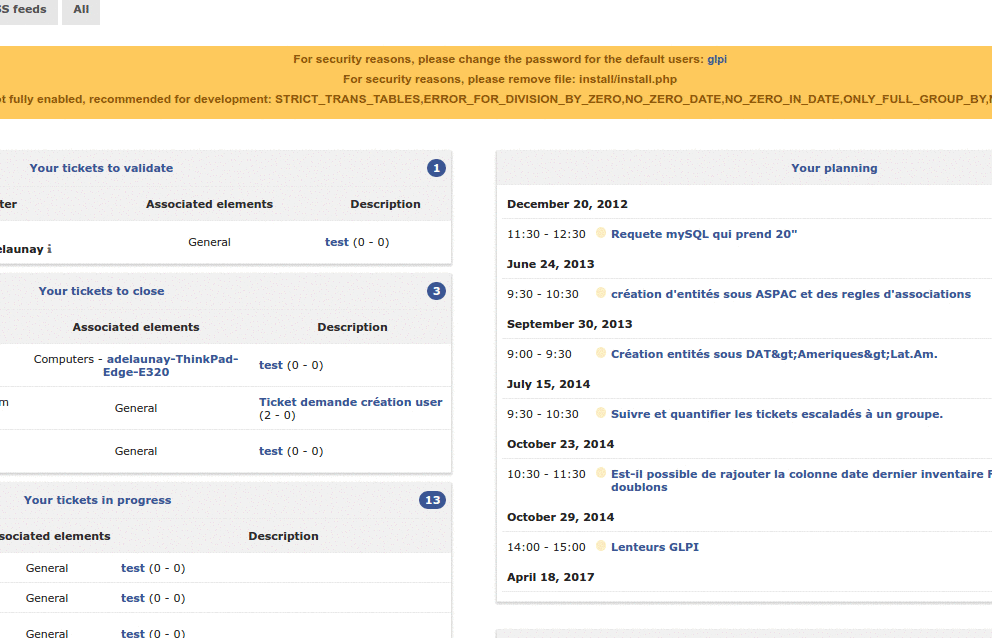 SS feeds All
For security reasons, please change the password for the default users: glpi
For security reasons, please remove file: install/install.php
fully enabled, recommended for development: STRICT_TRANS_TABLES,ERROR_FOR_DIVISION_BY_ZERO,NO_ZERO_DATE,NO_ZERO_IN_DATE,ONLY_FULL_GROUP_BY,
Your tickets to validate 1
ter Associated elements Description
General test (0 - 0)
elaunay i
Your tickets to close 3
Associated elements Description
Computers - adelaunay-ThinkPad-
Edge-E320
test (0 - 0)
m General Ticket demande création user
(2 - 0)
General test (0 - 0)
Your tickets in progress 13
sociated elements Description
General test (0 - 0)
General test (0 - 0)
General test (0 - 0)
Your planning
December 20, 2012
11:30 - 12:30 Requete mySQL qui prend 20"
June 24, 2013
9:30 - 10:30 création d'entités sous ASPAC et des regles d'associations
September 30, 2013
9:00 - 9:30 Création entités sous DAT&gt;Ameriques&gt;Lat.Am.
July 15, 2014
9:30 - 10:30 Suivre et quantifier les tickets escaladés à un groupe.
October 23, 2014
10:30 - 11:30 Est-il possible de rajouter la colonne date dernier inventaire
doublons
October 29, 2014
14:00 - 15:00 Lenteurs GLPI
April 18, 2017